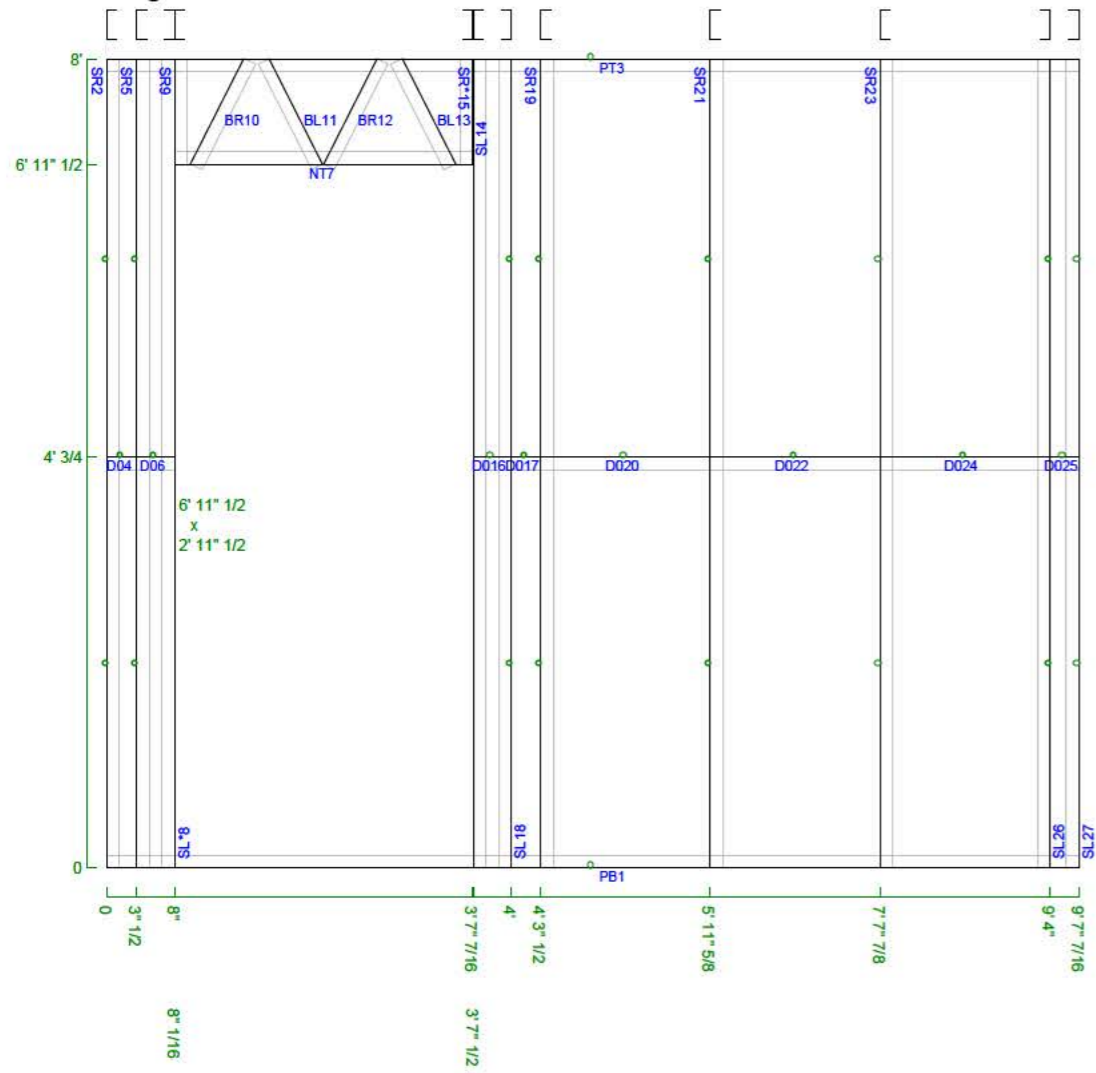 8'
SR2
SR5
SR9
SR*15
SL14
SR19
PT3
SR21
SR23
BR10
BL11
BR12
BL13
6' 11" 1/2
NT7
4' 3/4
D04
D06
D016
D017
D020
D022
D024
D025
6' 11" 1/2
x
2' 11" 1/2
SL*8
SL18
SL26
SL27
0
PB1
0
3" 1/2
8"
3' 7" 7/16
4'
4' 3" 1/2
5' 11" 5/8
7' 7" 7/8
9' 4"
9' 7" 7/16
8" 1/16
3' 7" 1/2